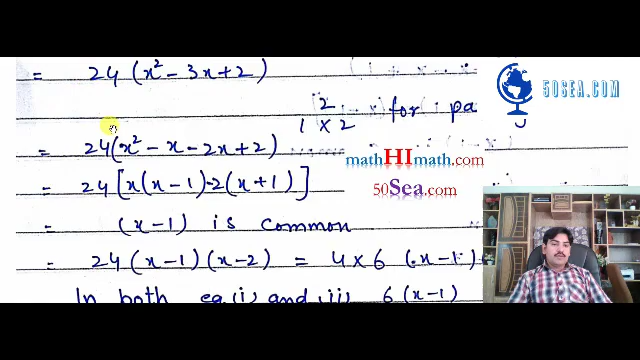 = 24 (x² - 3x + 2)
50SEA.COM
2
1 × 2 for pa
= 24 (x² - x - 2x + 2)
mathHImath.com
= 24 [x(x - 1) - 2(x + 1)]
50Sea.com
= (x - 1) is common
= 24 (x - 1) (x - 2) = 4 × 6 (x - 1)
In both eq (i) and (ii) 6 (x - 1)